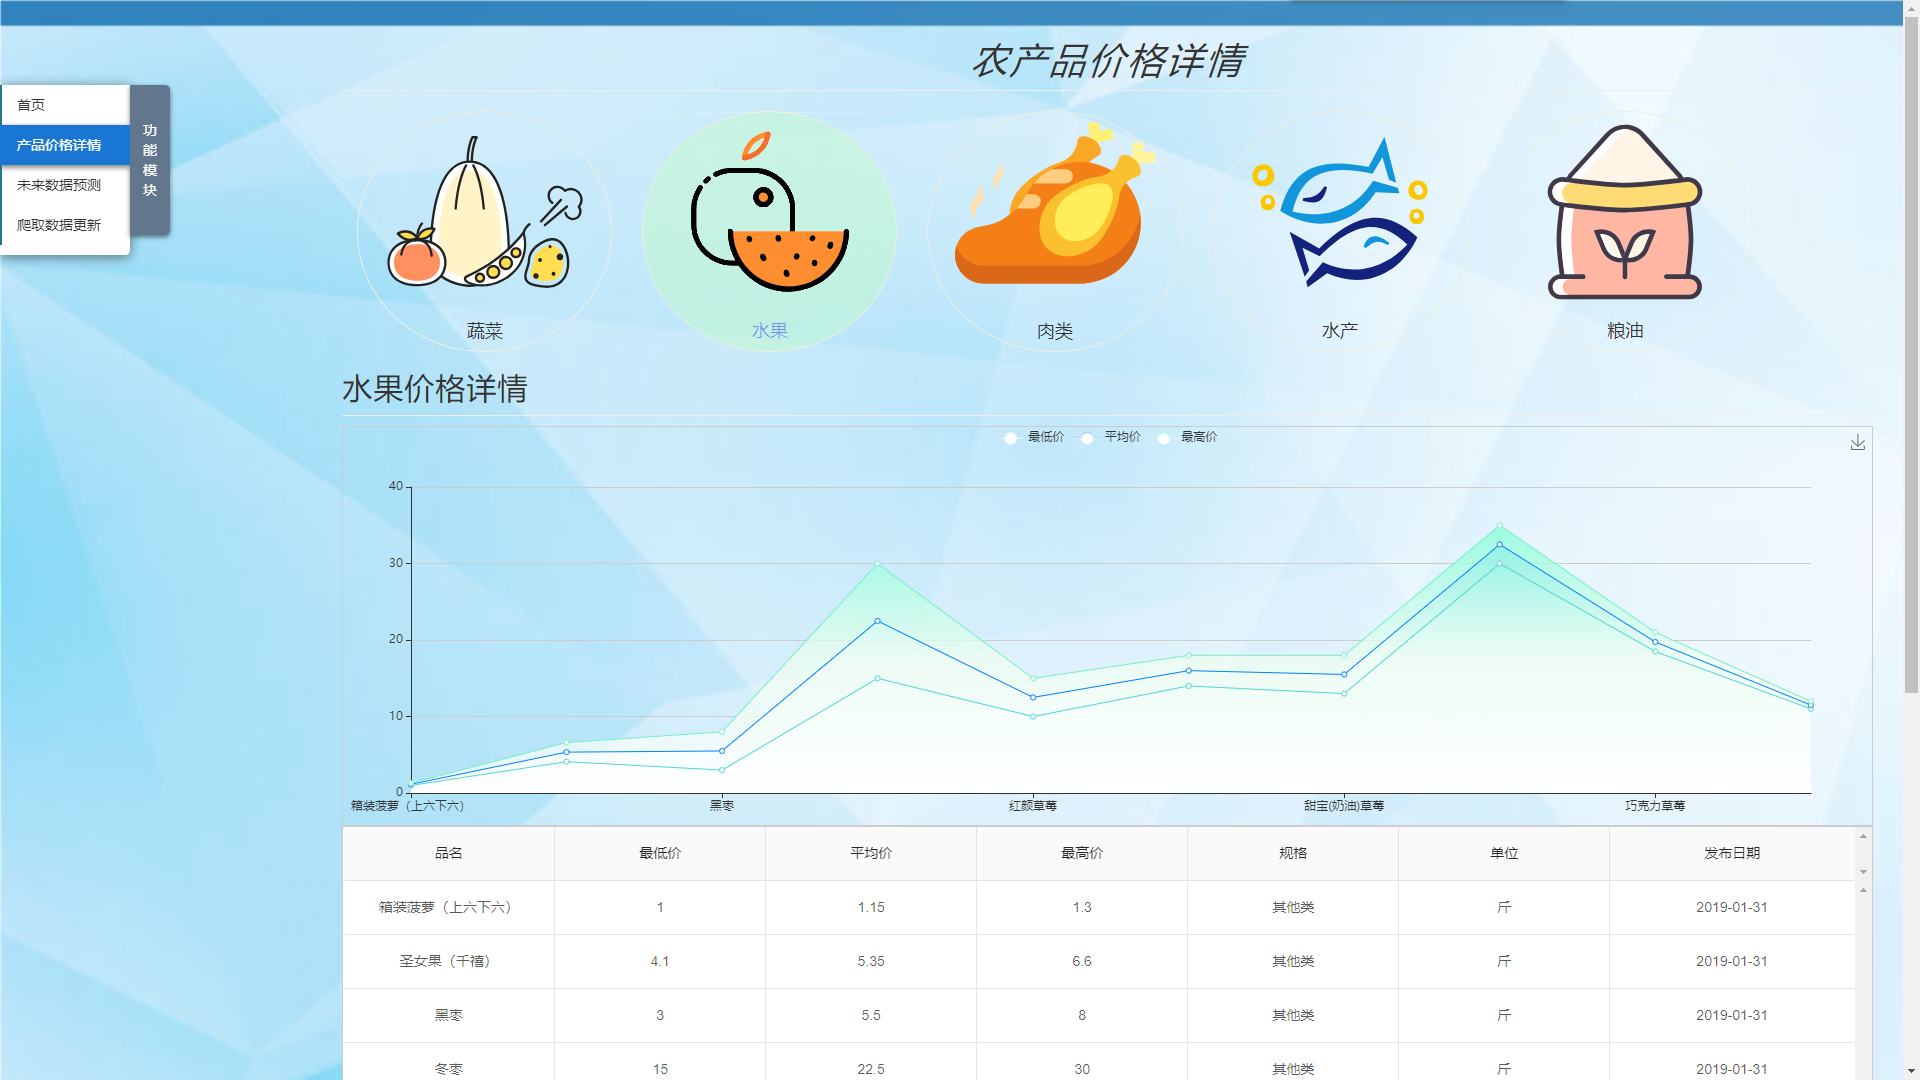 农产品价格详情
首页
产品价格详情
未来数据预测
爬取数据更新
功能模块
蔬菜
水果
肉类
水产
粮油
水果价格详情
最低价 平均价 最高价
40
30
20
10
0
箱装菠萝（上六下六） 黑枣 红颜草莓 甜宝(奶油)草莓 巧克力草莓
品名 最低价 平均价 最高价 规格 单位 发布日期
箱装菠萝（上六下六） 1 1.15 1.3 其他类 斤 2019-01-31
圣女果（千禧） 4.1 5.35 6.6 其他类 斤 2019-01-31
黑枣 3 5.5 8 其他类 斤 2019-01-31
冬枣 15 22.5 30 其他类 斤 2019-01-31